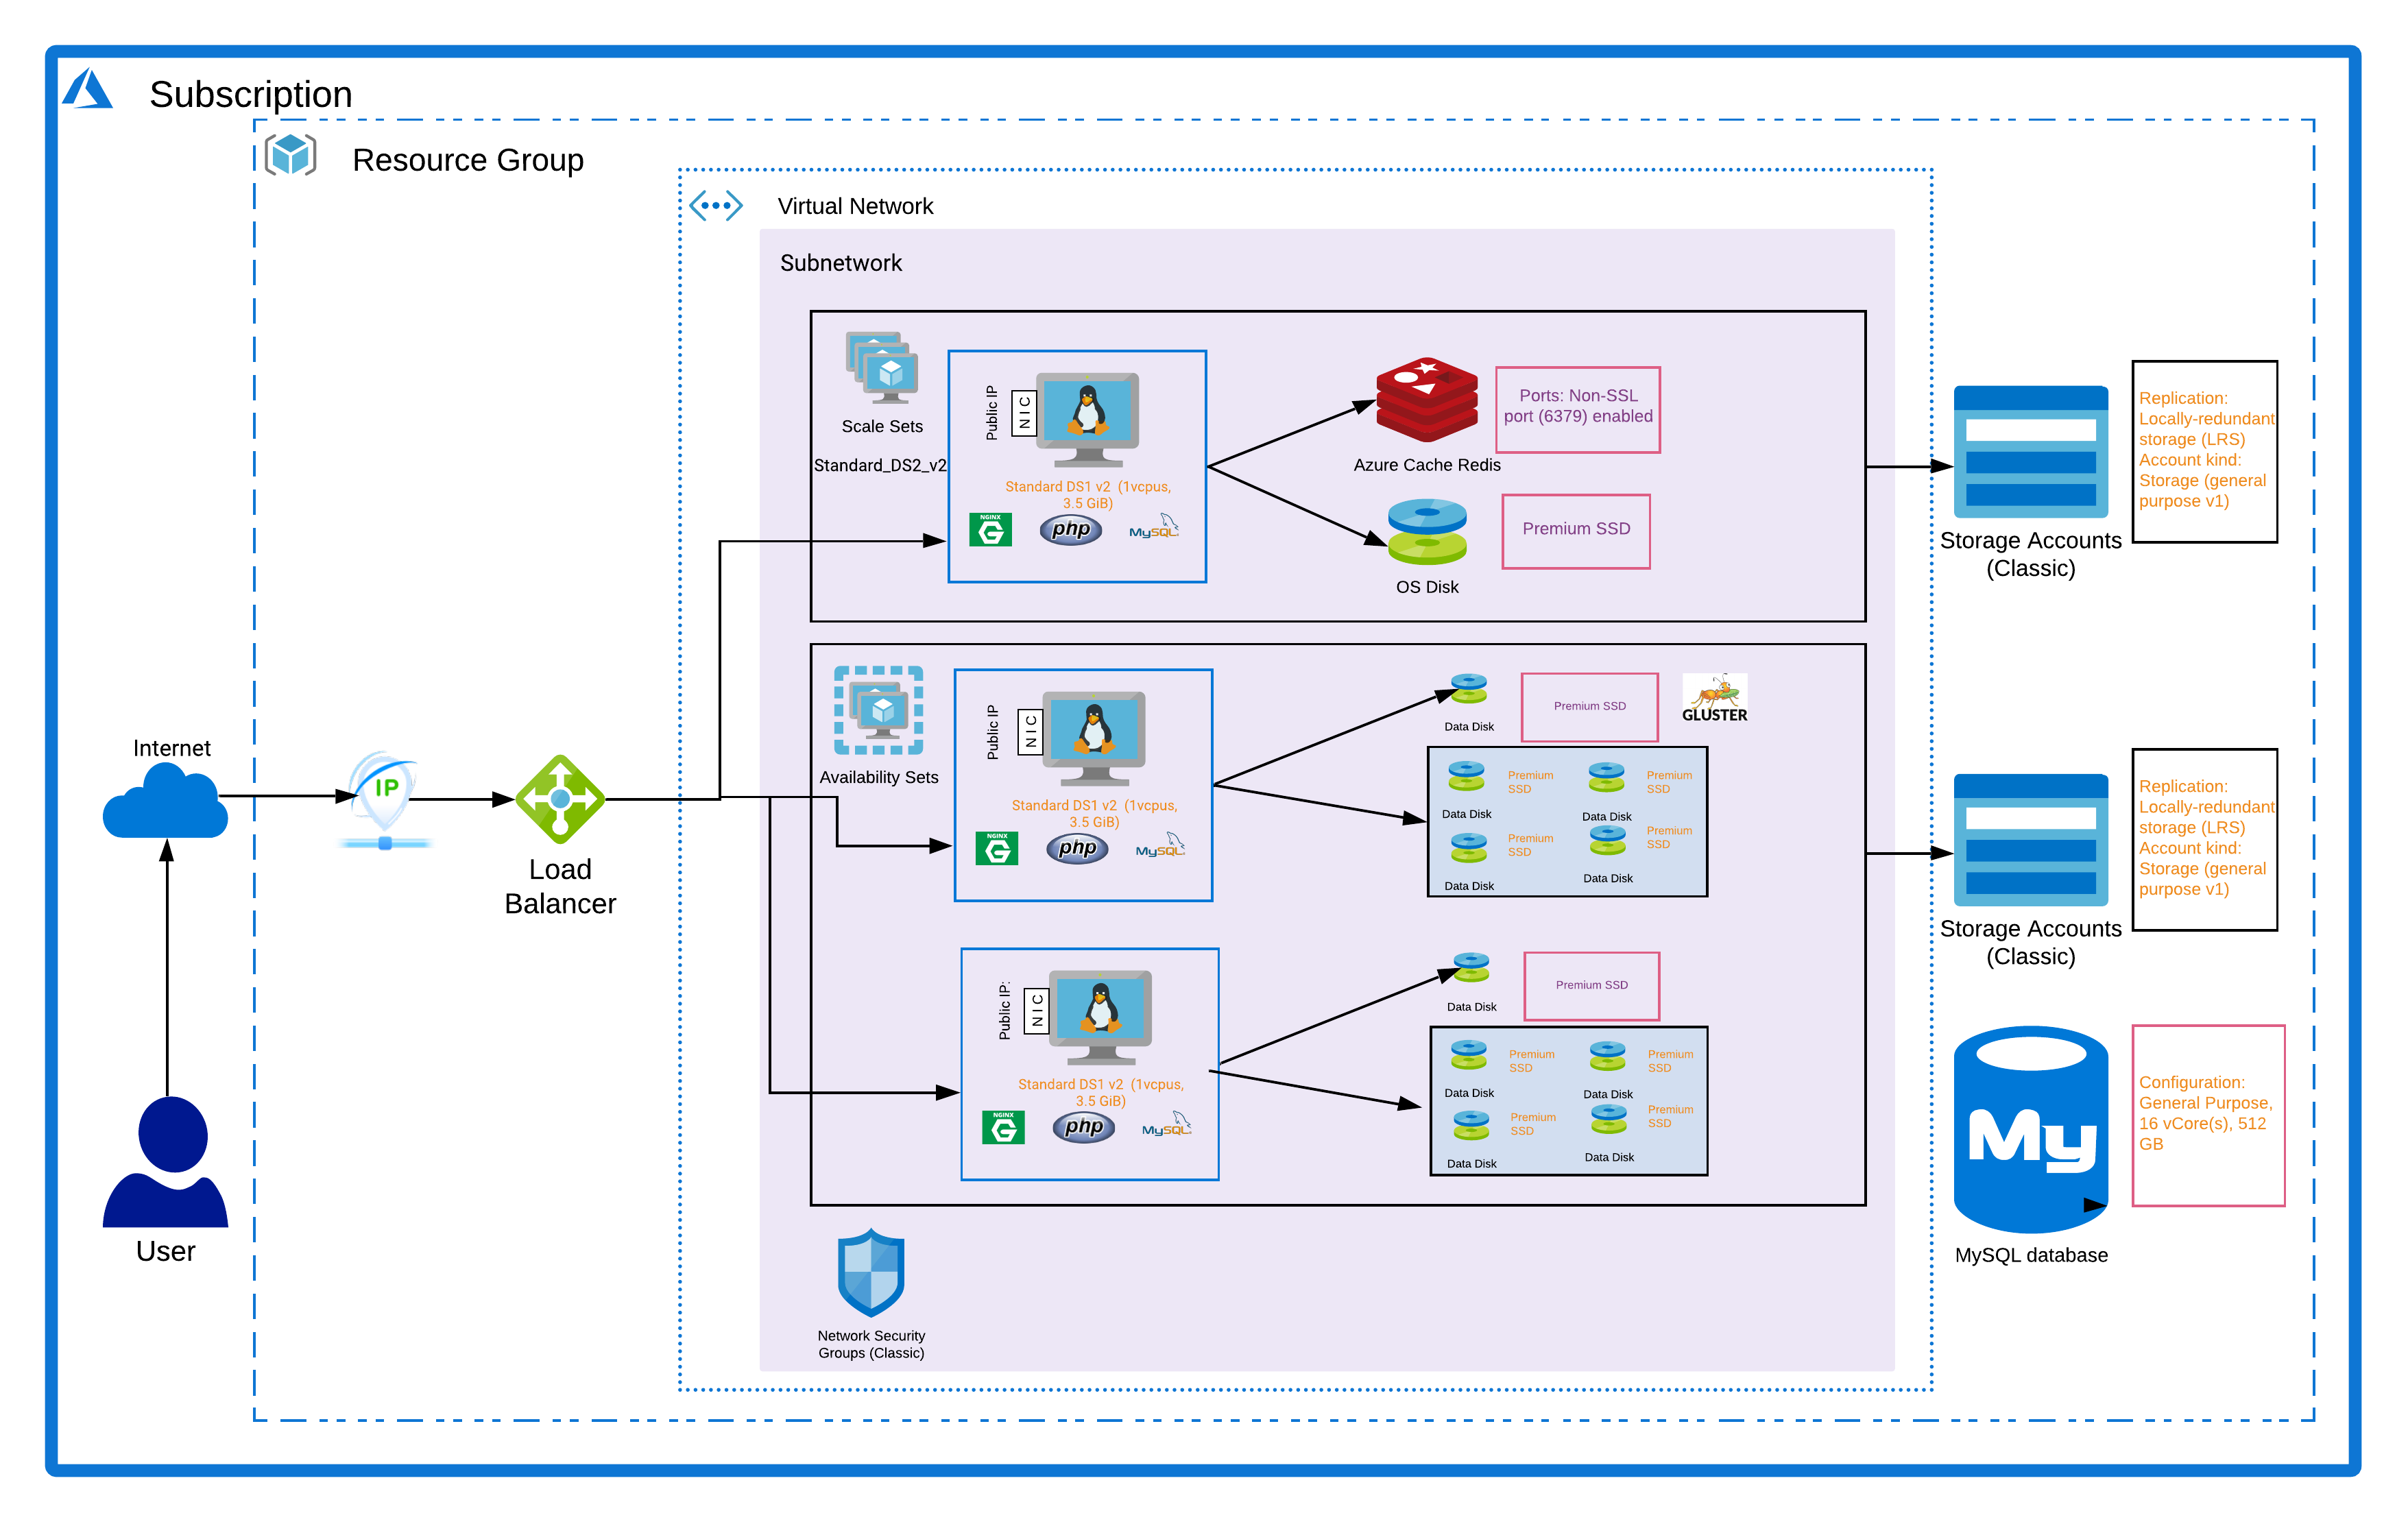 Subscription
Resource Group
Virtual Network
Subnetwork
Scale Sets
Standard_DS2_v2
Public IP
NIC
Standard DS1 v2 (1vcpus,
3.5 GiB)
NGINX
G
php
MySQL
Azure Cache Redis
Ports: Non-SSL
port (6379) enabled
OS Disk
Premium SSD
Storage Accounts
(Classic)
Replication:
Locally-redundant
storage (LRS)
Account kind:
Storage (general
purpose v1)
Internet
IP
Load
Balancer
User
Availability Sets
Public IP
NIC
Standard DS1 v2 (1vcpus,
3.5 GiB)
NGINX
G
php
MySQL
Data Disk
Premium SSD
GLUSTER
Premium
SSD
Premium
SSD
Data Disk
Data Disk
Premium
SSD
Premium
SSD
Data Disk
Data Disk
Storage Accounts
(Classic)
Replication:
Locally-redundant
storage (LRS)
Account kind:
Storage (general
purpose v1)
Public IP:
NIC
Standard DS1 v2 (1vcpus,
3.5 GiB)
NGINX
G
php
MySQL
Data Disk
Premium SSD
Premium
SSD
Premium
SSD
Data Disk
Data Disk
Premium
SSD
Premium
SSD
Data Disk
Data Disk
My
MySQL database
Configuration:
General Purpose,
16 vCore(s), 512
GB
Network Security
Groups (Classic)